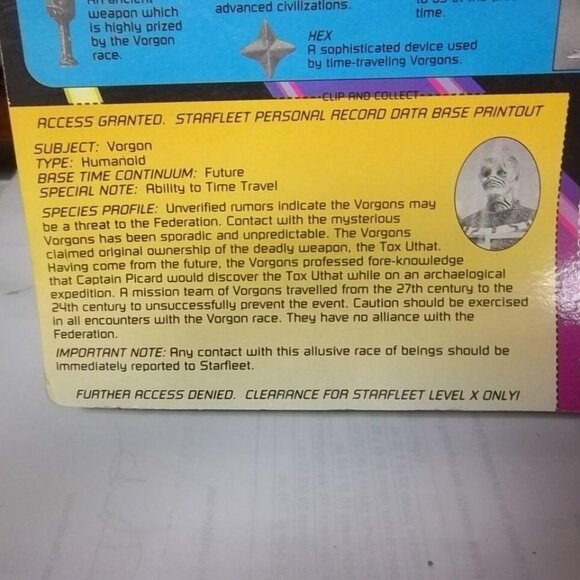 An ancient
weapon which
is highly prized
by the Vorgon
race.
advanced civilizations.
time.
HEX
A sophisticated device used
by time-traveling Vorgons.
CLIP AND COLLECT
ACCESS GRANTED. STARFLEET PERSONAL RECORD DATA BASE PRINTOUT
SUBJECT: Vorgon
TYPE: Humanoid
BASE TIME CONTINUUM: Future
SPECIAL NOTE: Ability to Time Travel
SPECIES PROFILE: Unverified rumors indicate the Vorgons may
be a threat to the Federation. Contact with the mysterious
Vorgons has been sporadic and unpredictable. The Vorgons
claimed original ownership of the deadly weapon, the Tox Uthat.
Having come from the future, the Vorgons professed fore-knowledge
that Captain Picard would discover the Tox Uthat while on an archaelogical
expedition. A mission team of Vorgons travelled from the 27th century to the
24th century to unsuccessfully prevent the event. Caution should be exercised
in all encounters with the Vorgon race. They have no alliance with the
Federation.
IMPORTANT NOTE: Any contact with this allusive race of beings should be
immediately reported to Starfleet.
FURTHER ACCESS DENIED. CLEARANCE FOR STARFLEET LEVEL X ONLY!